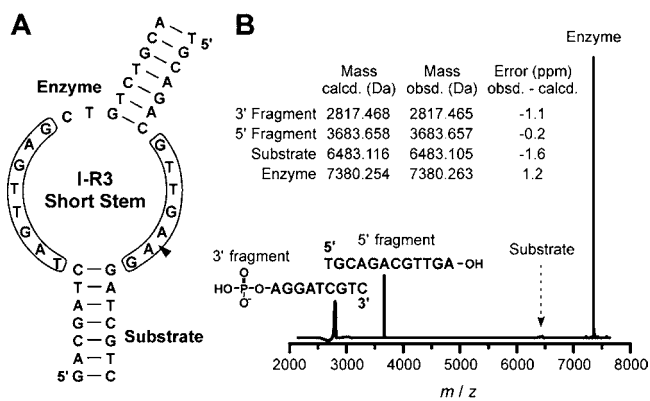 A
B
A T 5'
C G
G C
T A
C G
T A
G C
Enzyme
C T
G
A
G
T
T
G
A
T
G
T
T
G
A
A
G
I-R3
Short Stem
C – G
T – A
A – T
G – C
C – G
A – T
5' G – C
Substrate
Mass calcd. (Da) Mass obsd. (Da) Error (ppm) obsd. - calcd.
3' Fragment 2817.468 2817.465 -1.1
5' Fragment 3683.658 3683.657 -0.2
Substrate 6483.116 6483.105 -1.6
Enzyme 7380.254 7380.263 1.2
Enzyme
Substrate
5' 5' fragment
TGCAGACGTTGA-OH
3' fragment
O
HO-P-O-AGGATCGTC
O- 3'
2000 3000 4000 5000 6000 7000 8000
m / z